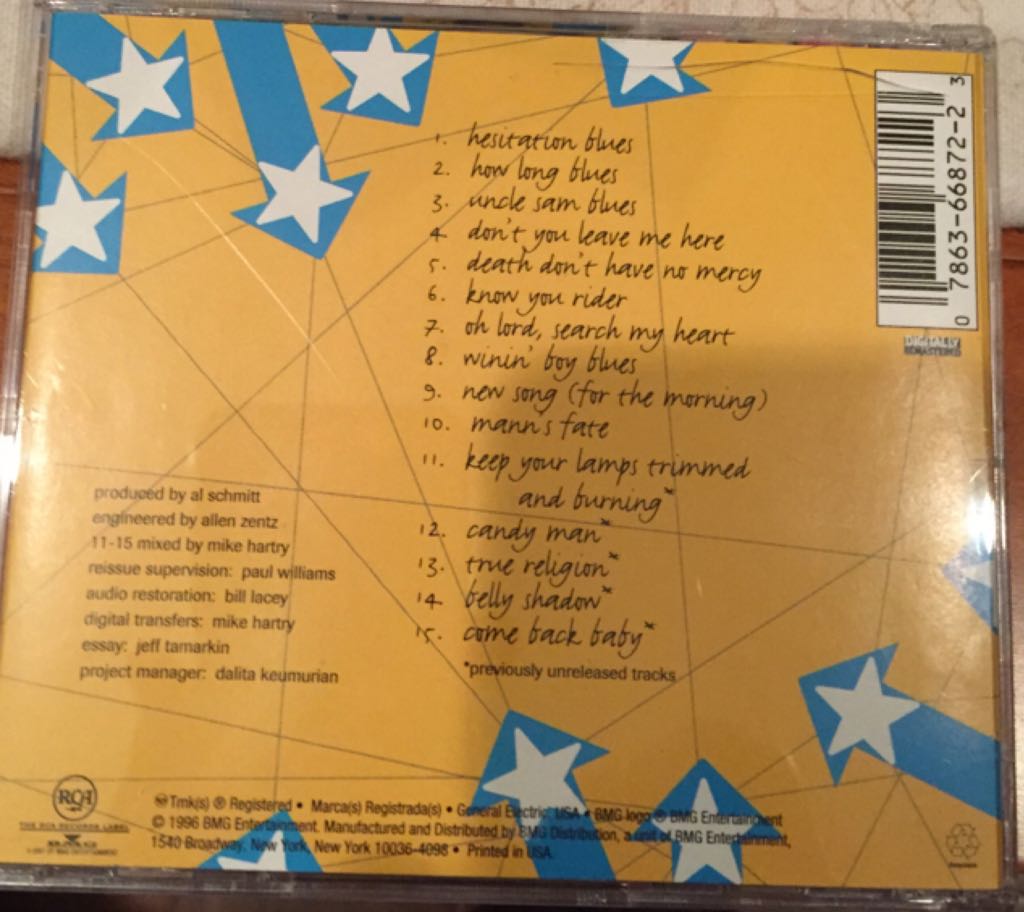 1. hesitation blues
2. how long blues
3. uncle sam blues
4. don't you leave me here
5. death don't have no mercy
6. know you rider
7. oh lord, search my heart
8. winin' boy blues
9. new song (for the morning)
10. mann's fate
11. keep your lamps trimmed
and burning*
12. candy man*
13. true religion*
14. belly shadow*
15. come back baby*
*previously unreleased tracks
produced by al schmitt
engineered by allen zentz
11-15 mixed by mike hartry
reissue supervision: paul williams
audio restoration: bill lacey
digital transfers: mike hartry
essay: jeff tamarkin
project manager: dalita keumurian
0 7863-66872-2 3
DIGITALLY
REMASTERED
RCA
THE RCA RECORDS LABEL
Tmk(s) ® Registered • Marca(s) Registrada(s) • General Electric, USA • BMG logo ® BMG Entertainment
© 1996 BMG Entertainment. Manufactured and Distributed by BMG Distribution, a unit of BMG Entertainment,
1540 Broadway, New York, New York 10036-4098 • Printed in USA.